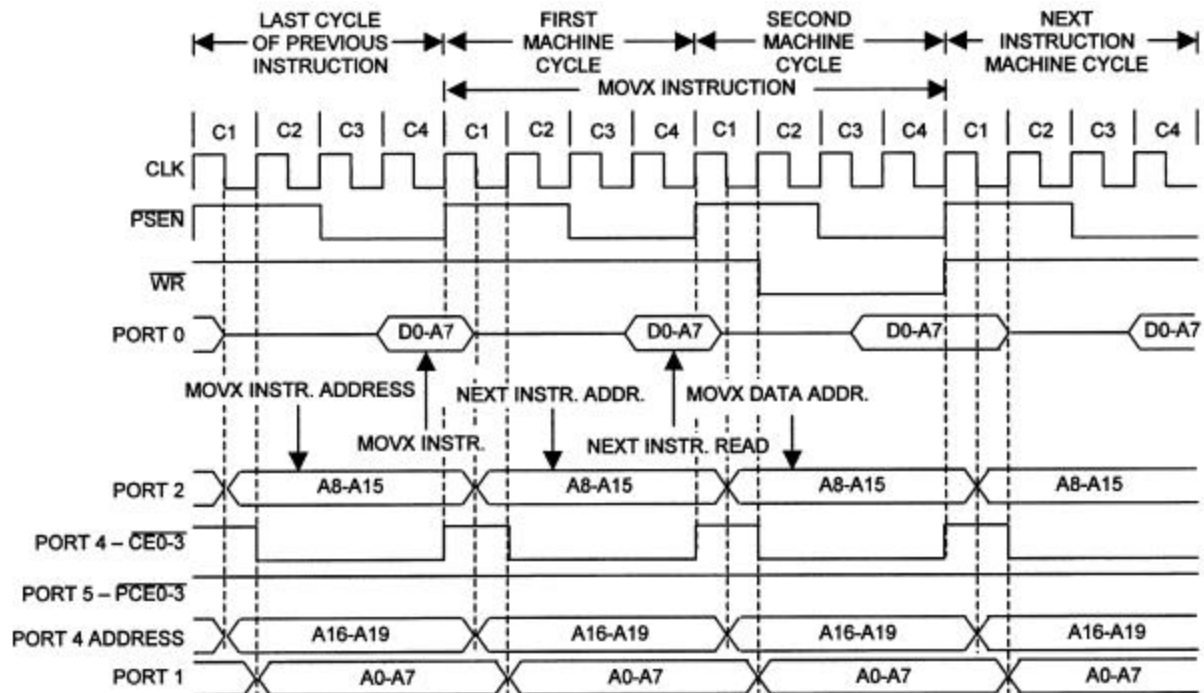 LAST CYCLE OF PREVIOUS INSTRUCTION
FIRST MACHINE CYCLE
SECOND MACHINE CYCLE
NEXT INSTRUCTION MACHINE CYCLE
MOVX INSTRUCTION
C1 C2 C3 C4 C1 C2 C3 C4 C1 C2 C3 C4 C1 C2 C3 C4
CLK
PSEN
WR
PORT 0 D0-A7 D0-A7 D0-A7 D0-A7
MOVX INSTR. ADDRESS NEXT INSTR. ADDR. MOVX DATA ADDR.
MOVX INSTR. NEXT INSTR. READ
PORT 2 A8-A15 A8-A15 A8-A15 A8-A15
PORT 4 – CE0-3
PORT 5 – PCE0-3
PORT 4 ADDRESS A16-A19 A16-A19 A16-A19 A16-A19
PORT 1 A0-A7 A0-A7 A0-A7 A0-A7